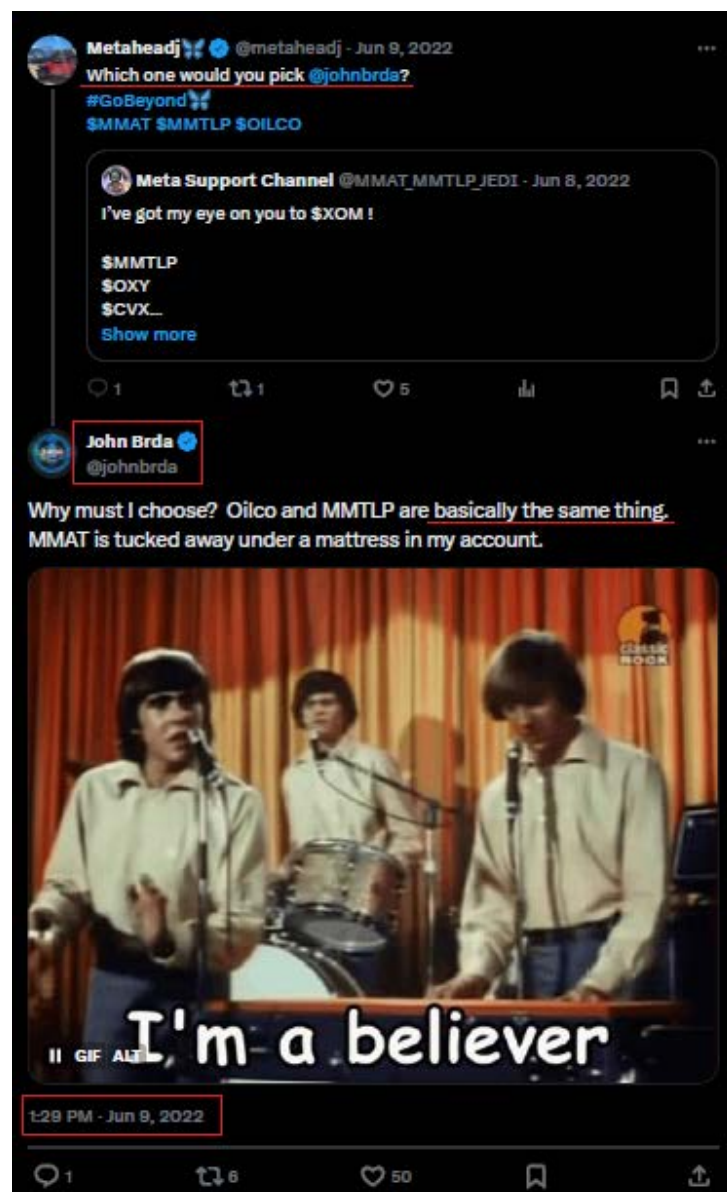 Metaheadj @metaheadj · Jun 9, 2022
Which one would you pick @johnbrda?
#GoBeyond
$MMAT $MMTLP $OILCO
Meta Support Channel @MMAT_MMTLP_JEDI · Jun 8, 2022
I've got my eye on you to $XOM !
$MMTLP
$OXY
$CVX...
Show more
1 1 5
John Brda
@johnbrda
Why must I choose? Oilco and MMTLP are basically the same thing.
MMAT is tucked away under a mattress in my account.
classic
ROCK
I'm a believer
GIF ALT
1:29 PM · Jun 9, 2022
1 6 50